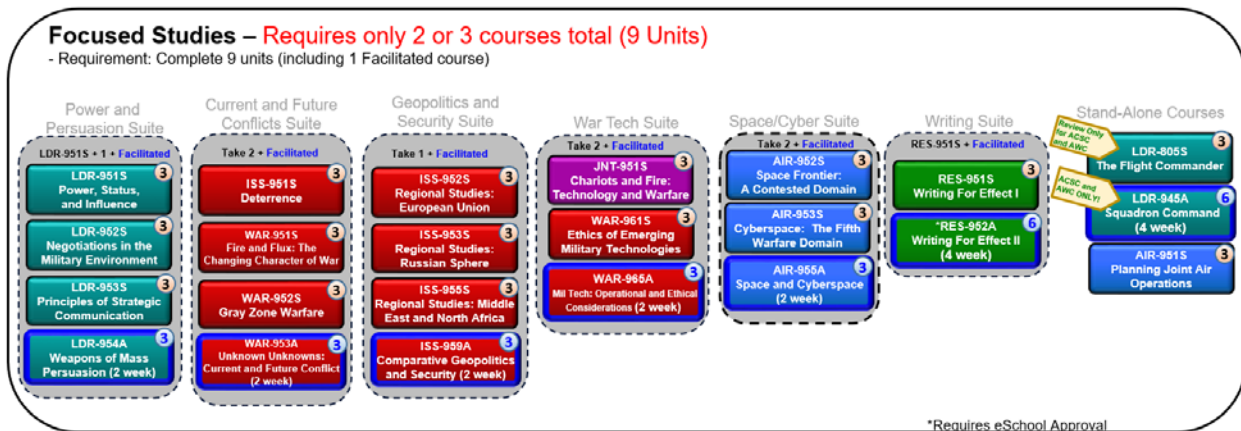 Focused Studies – Requires only 2 or 3 courses total (9 Units)
- Requirement: Complete 9 units (including 1 Facilitated course)
Power and
Persuasion Suite
LDR-951S + 1 + Facilitated
3
LDR-951S
Power, Status,
and Influence
3
LDR-952S
Negotiations in the
Military Environment
3
LDR-953S
Principles of Strategic
Communication
3
LDR-954A
Weapons of Mass
Persuasion (2 week)
Current and Future
Conflicts Suite
Take 2 + Facilitated
3
ISS-951S
Deterrence
3
WAR-951S
Fire and Flux: The
Changing Character of War
3
WAR-952S
Gray Zone Warfare
3
WAR-953A
Unknown Unknowns:
Current and Future Conflict
(2 week)
Geopolitics and
Security Suite
Take 1 + Facilitated
3
ISS-952S
Regional Studies:
European Union
3
ISS-953S
Regional Studies:
Russian Sphere
3
ISS-955S
Regional Studies: Middle
East and North Africa
3
ISS-959A
Comparative Geopolitics
and Security (2 week)
War Tech Suite
Take 2 + Facilitated
3
JNT-951S
Chariots and Fire:
Technology and Warfare
3
WAR-961S
Ethics of Emerging
Military Technologies
3
WAR-965A
Mil Tech: Operational and Ethical
Considerations (2 week)
Space/Cyber Suite
Take 2 + Facilitated
3
AIR-952S
Space Frontier:
A Contested Domain
3
AIR-953S
Cyberspace: The Fifth
Warfare Domain
3
AIR-955A
Space and Cyberspace
(2 week)
Writing Suite
RES-951S + Facilitated
3
RES-951S
Writing For Effect I
6
*RES-952A
Writing For Effect II
(4 week)
Stand-Alone Courses
Review Only
for ACSC
and AWC
3
LDR-805S
The Flight Commander
ACSC and
AWC ONLY!
6
LDR-945A
Squadron Command
(4 week)
3
AIR-951S
Planning Joint Air
Operations
*Requires eSchool Approval